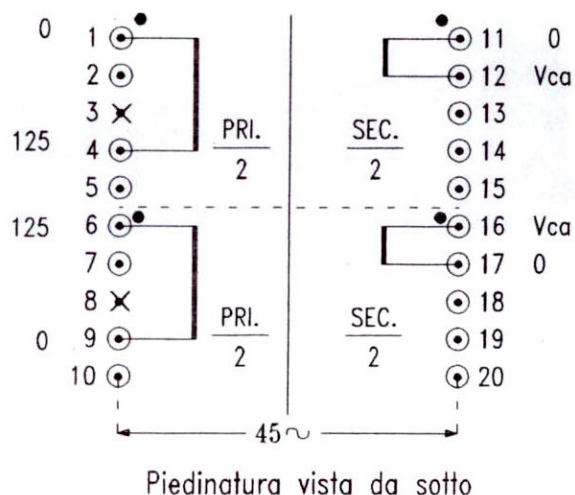 0 1 11 0
2 12 Vca
3 13
125 4 PRI. 2 SEC. 2 14
5 15
125 6 16 Vca
7 17 0
8 18
0 9 PRI. 2 SEC. 2 19
10 20
45~
Piedinatura vista da sotto